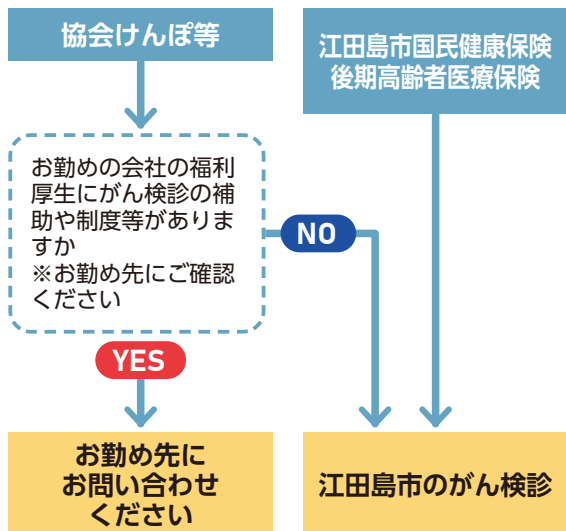 協会けんぽ等
江田島市国民健康保険
後期高齢者医療保険
お勤めの会社の福利
厚生にがん検診の補
助や制度等がありま
すか
※お勤め先にご確認
ください
NO
YES
お勤め先に
お問い合わせ
ください
江田島市のがん検診